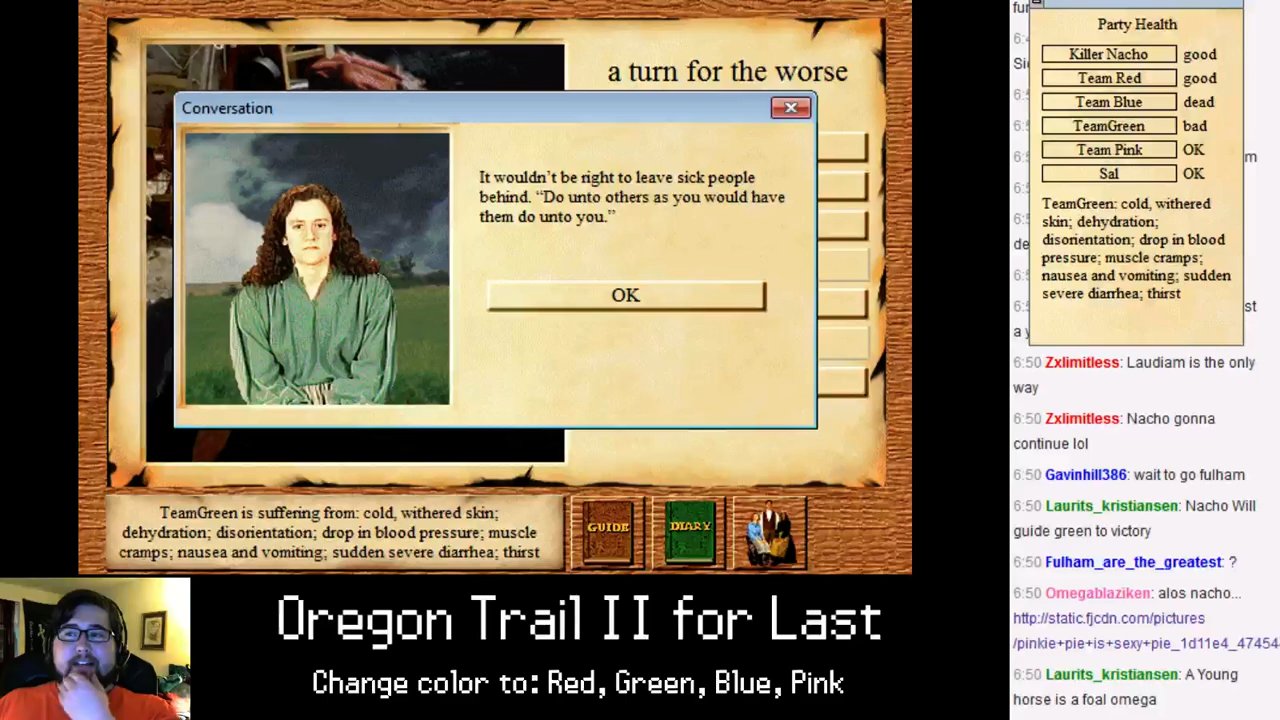 a turn for the worse
Conversation
It wouldn't be right to leave sick people
behind. “Do unto others as you would have
them do unto you.”
OK
TeamGreen is suffering from: cold, withered skin;
dehydration; disorientation; drop in blood pressure; muscle
cramps; nausea and vomiting; sudden severe diarrhea; thirst
GUIDE
DIARY
Oregon Trail II for Last
Change color to: Red, Green, Blue, Pink
Party Health
Killer Nacho good
Team Red good
Team Blue dead
TeamGreen bad
Team Pink OK
Sal OK
TeamGreen: cold, withered
skin; dehydration;
disorientation; drop in blood
pressure; muscle cramps;
nausea and vomiting; sudden
severe diarrhea; thirst
6:50 Zxlimitless: Laudiam is the only
way
6:50 Zxlimitless: Nacho gonna
continue lol
6:50 Gavinhill386: wait to go fulham
6:50 Laurits_kristiansen: Nacho Will
guide green to victory
6:50 Fulham_are_the_greatest: ?
6:50 Omegablaziken: alos nacho...
http://static.fjcdn.com/pictures
/pinkie+pie+is+sexy+pie_1d11e4_47454
6:50 Laurits_kristiansen: A Young
horse is a foal omega